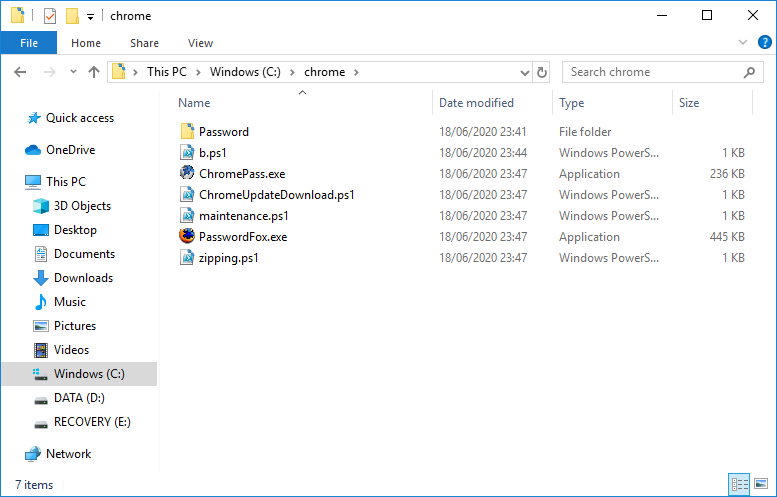 chrome
File Home Share View
This PC Windows (C:) chrome Search chrome
Name Date modified Type Size
Quick access
OneDrive
This PC
3D Objects
Desktop
Documents
Downloads
Music
Pictures
Videos
Windows (C:)
DATA (D:)
RECOVERY (E:)
Network
Password 18/06/2020 23:41 File folder
b.ps1 18/06/2020 23:44 Windows PowerS... 1 KB
ChromePass.exe 18/06/2020 23:47 Application 236 KB
ChromeUpdateDownload.ps1 18/06/2020 23:47 Windows PowerS... 1 KB
maintenance.ps1 18/06/2020 23:47 Windows PowerS... 1 KB
PasswordFox.exe 18/06/2020 23:47 Application 445 KB
zipping.ps1 18/06/2020 23:47 Windows PowerS... 1 KB
7 items